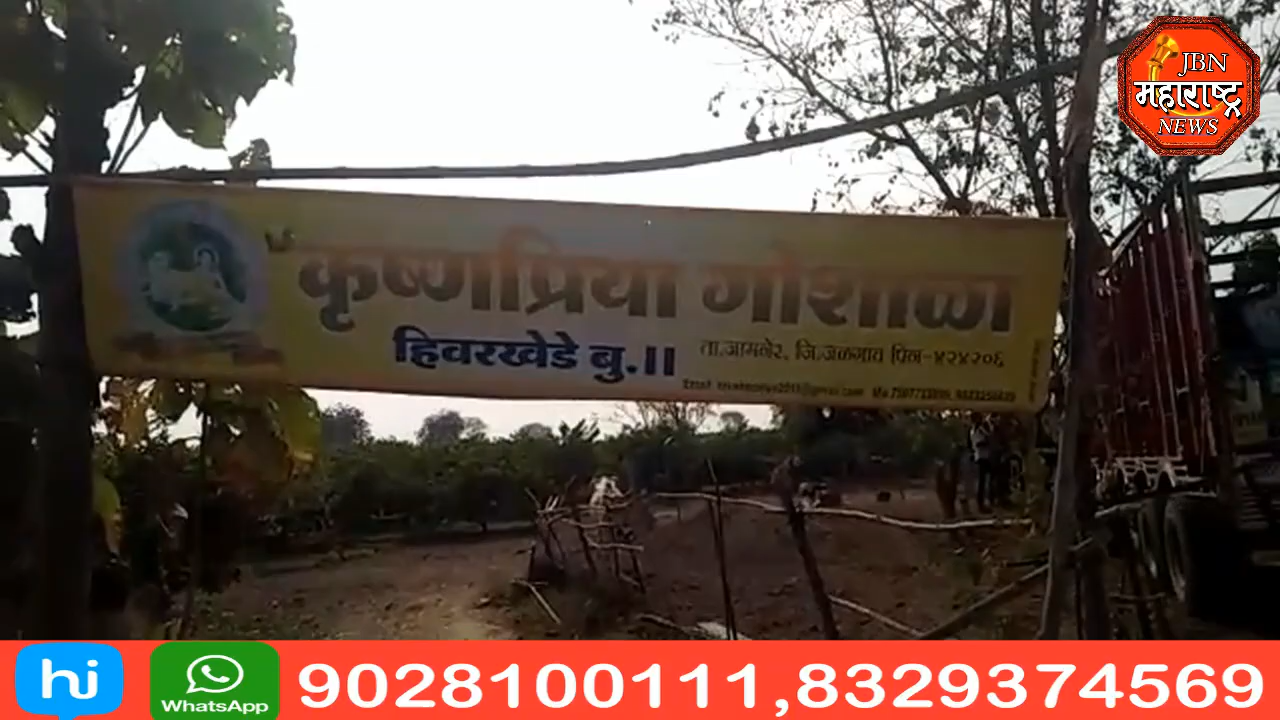 JBN
महाराष्ट्र
NEWS
कृष्णप्रिया गोशाळा
हिवरखेडे बु.॥
ता.जामनेर, जि.जळगाव पिन-४२४२०६
hi
WhatsApp
9028100111,8329374569